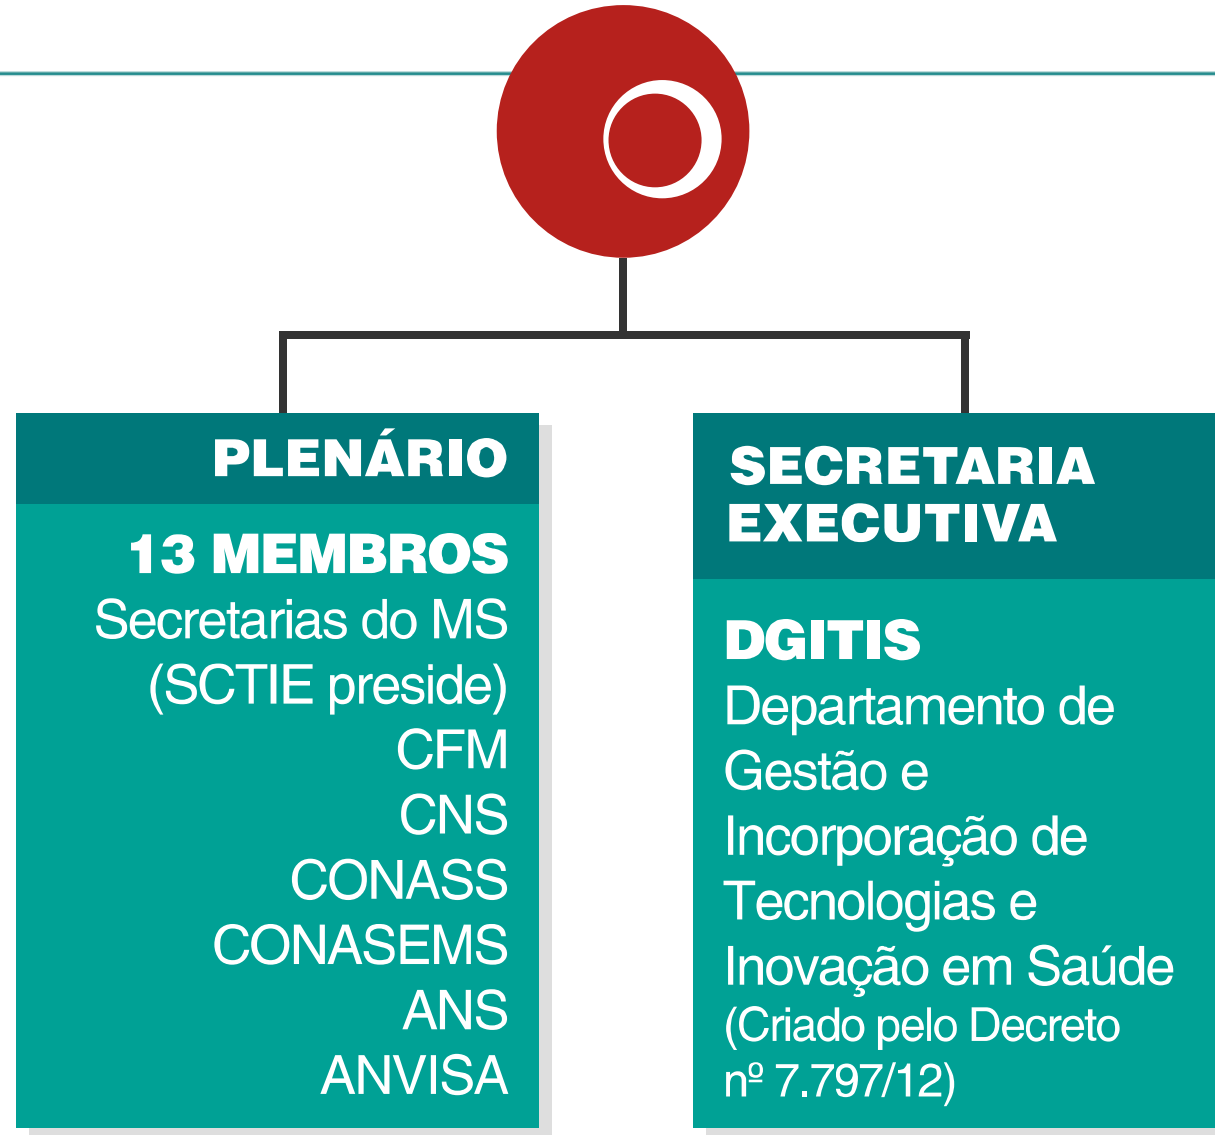 PLENÁRIO
13 MEMBROS
Secretarias do MS
(SCTIE preside)
CFM
CNS
CONASS
CONASEMS
ANS
ANVISA
SECRETARIA
EXECUTIVA
DGITIS
Departamento de
Gestão e
Incorporação de
Tecnologias e
Inovação em Saúde
(Criado pelo Decreto
nº 7.797/12)